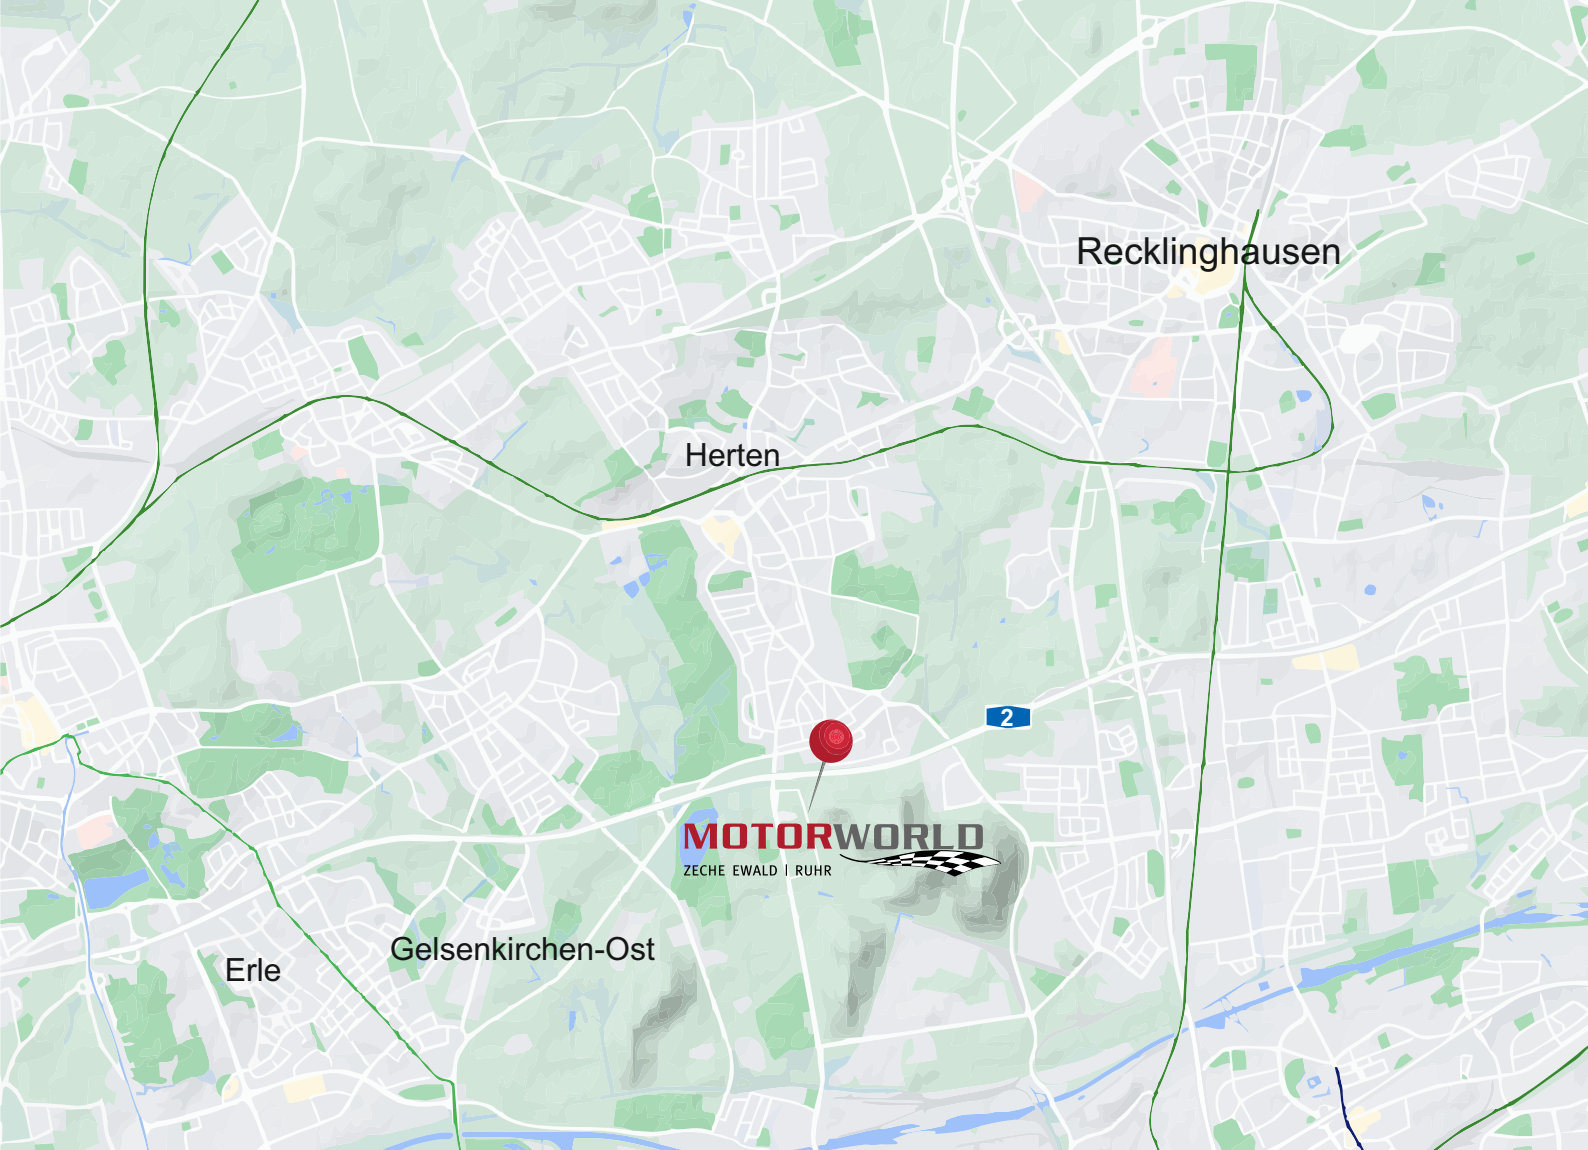 Recklinghausen
Herten
2
MOTORWORLD
ZECHE EWALD | RUHR
Gelsenkirchen-Ost
Erle